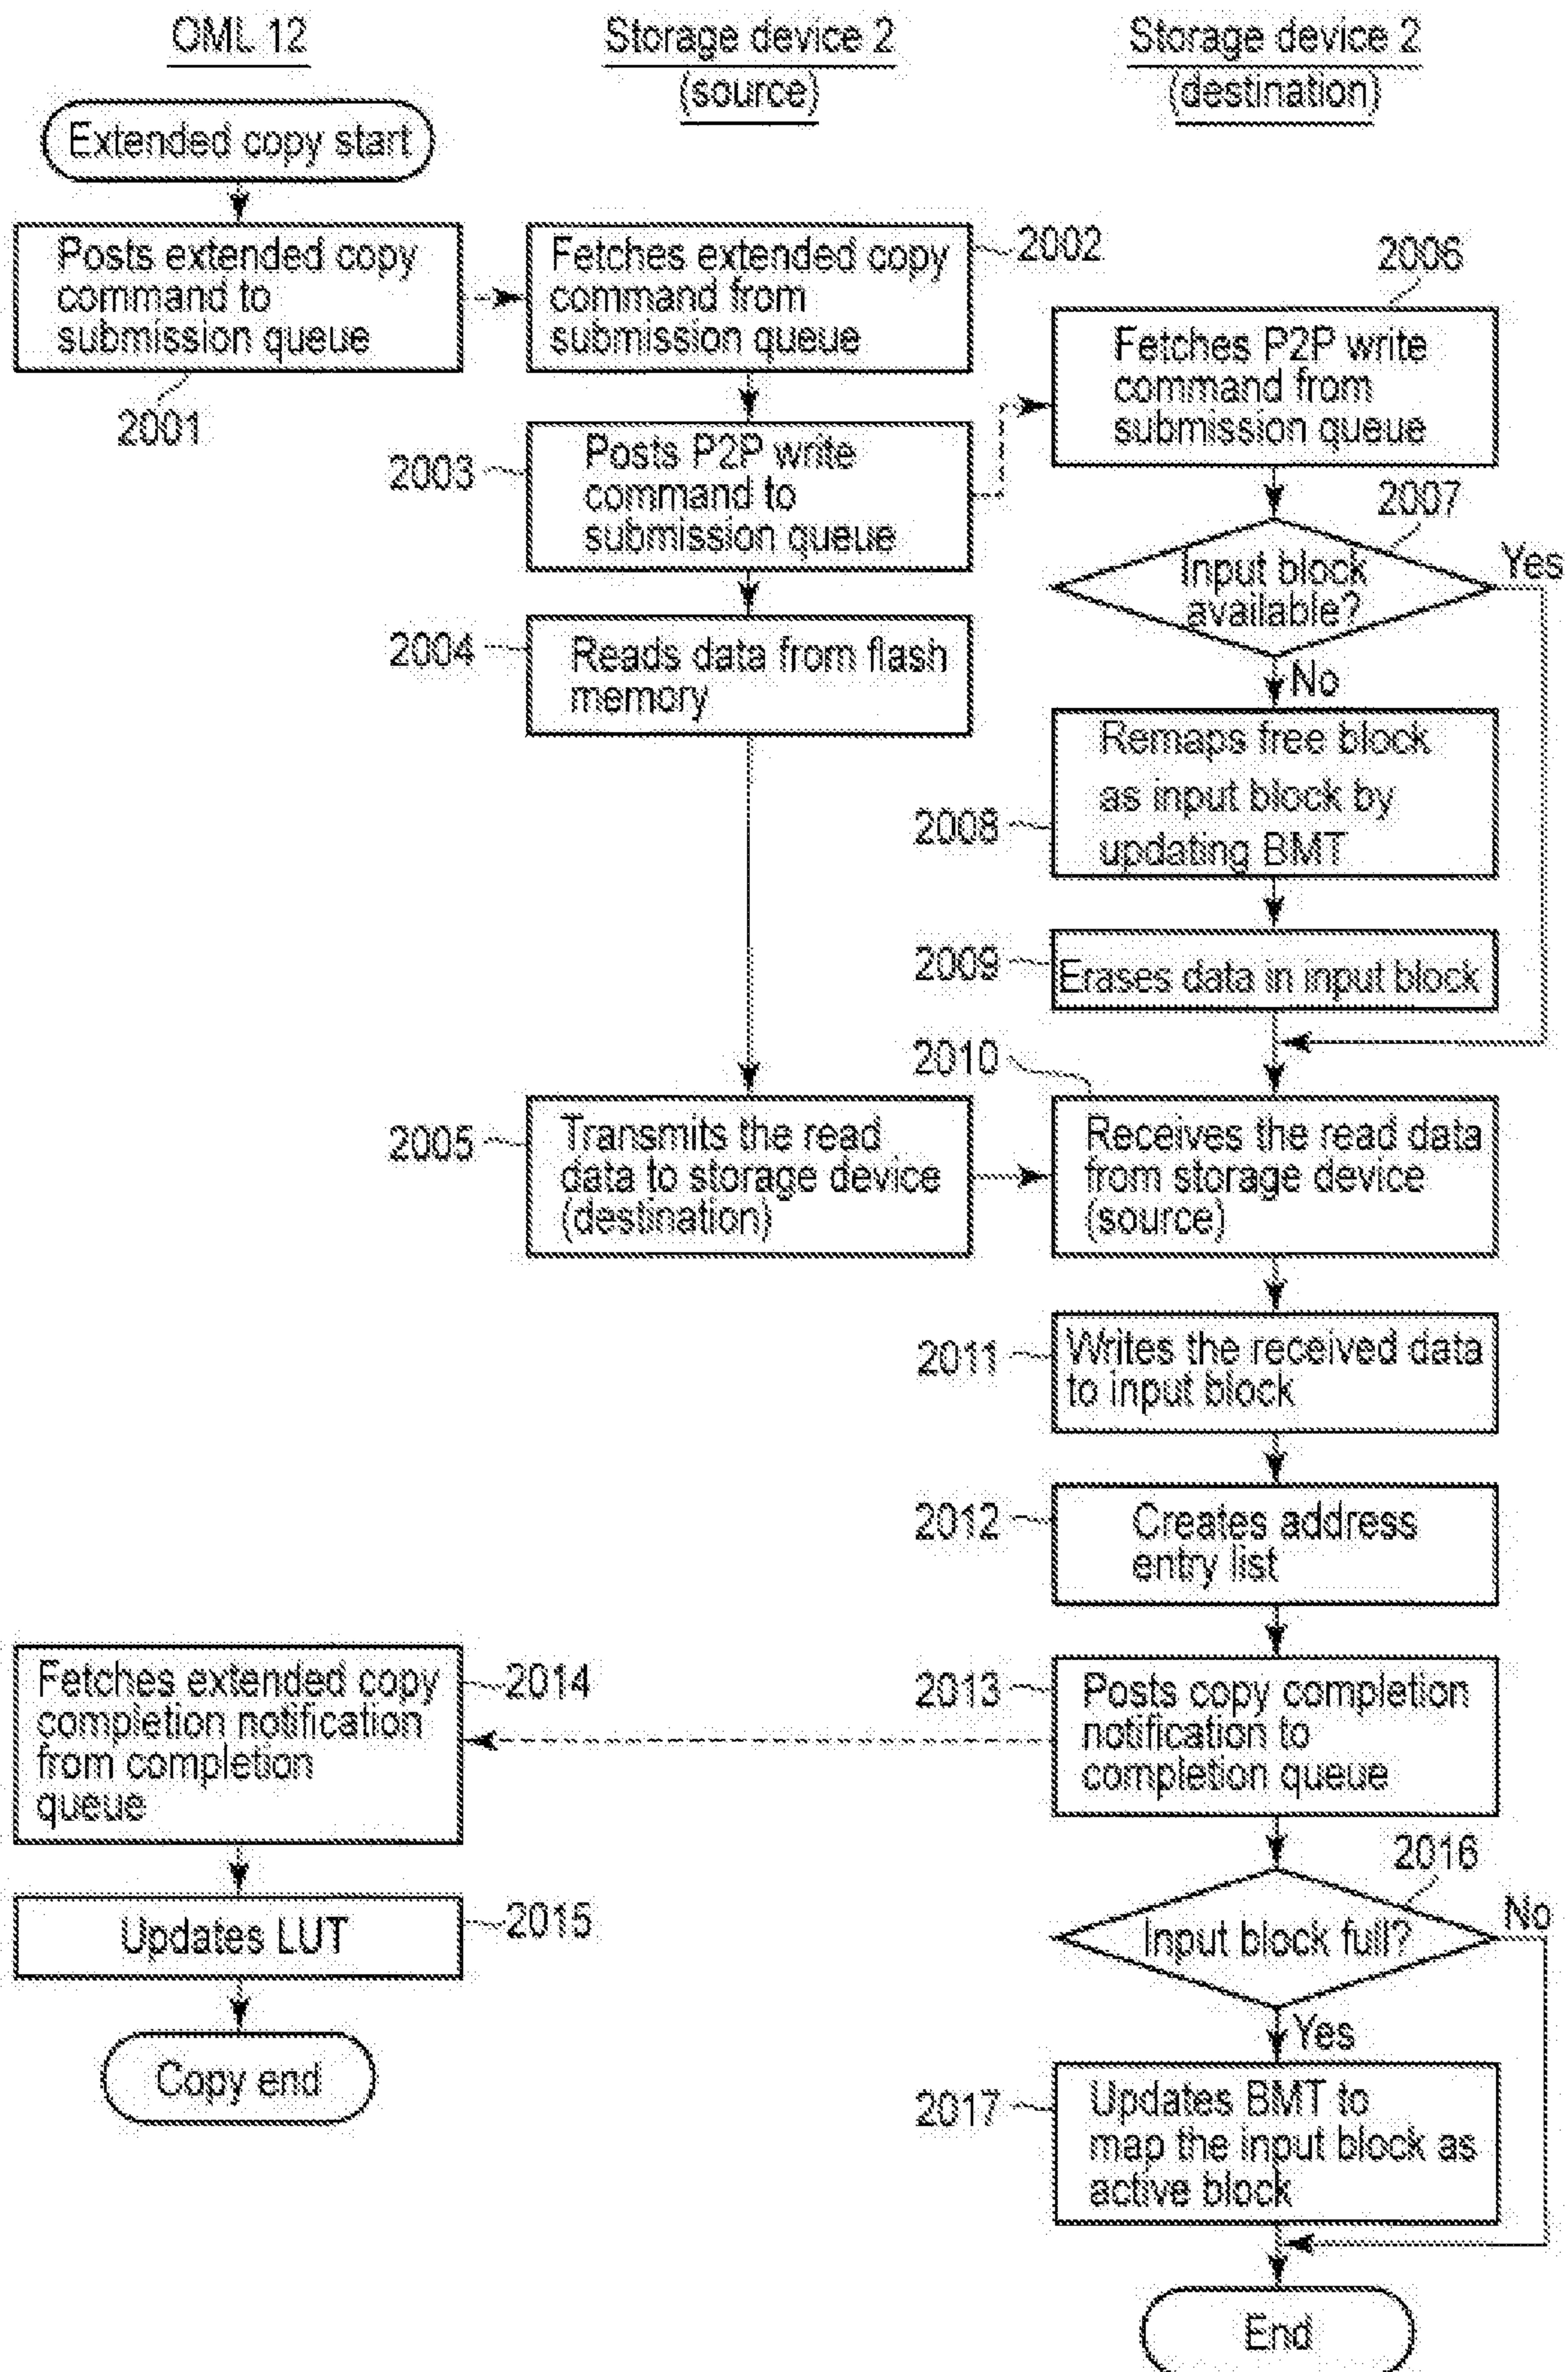 OML 12
Storage device 2
(source)
Storage device 2
(destination)
Extended copy start
Posts extended copy
command to
submission queue
2001
Fetches extended copy
command from
submission queue
2002
2003
Posts P2P write
command to
submission queue
2004
Reads data from flash
memory
2005
Transmits the read
data to storage device
(destination)
2006
Fetches P2P write
command from
submission queue
2007
Input block
available?
Yes
No
2008
Remaps free block
as input block by
updating BMT
2009
Erases data in input block
2010
Receives the read data
from storage device
(source)
2011
Writes the received data
to input block
2012
Creates address
entry list
2013
Posts copy completion
notification to
completion queue
Fetches extended copy
completion notification
from completion
queue
2014
Updates LUT
2015
Copy end
2016
Input block full?
No
Yes
2017
Updates BMT to
map the input block as
active block
End